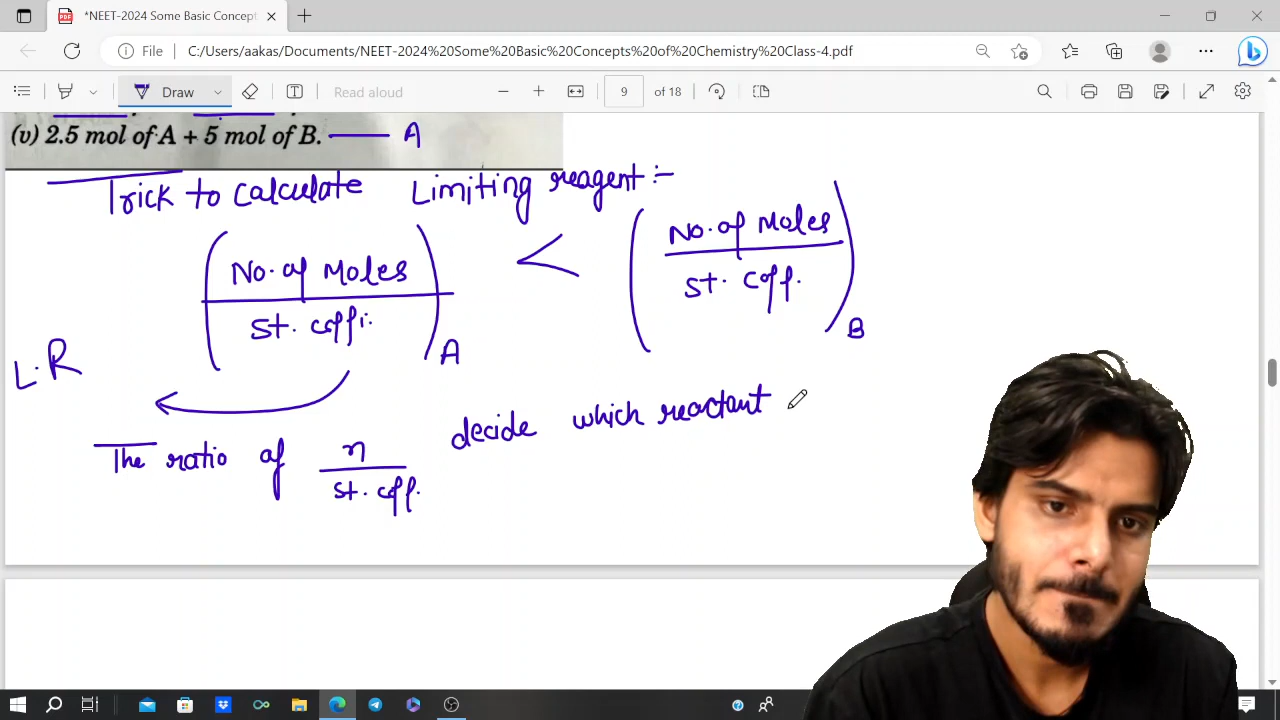 *NEET-2024 Some Basic Concept
File C:/Users/aakas/Documents/NEET-2024%20Some%20Basic%20Concepts%20of%20Chemistry%20Class-4.pdf
Draw Read aloud 9 of 18
(v) 2.5 mol of A + 5 mol of B. A
Trick to Calculate Limiting reagent :-
No. of Moles < No. of Moles
St. coffi. A St. Coff. B
L.R
The ratio of n decide which reactant
St. coff.